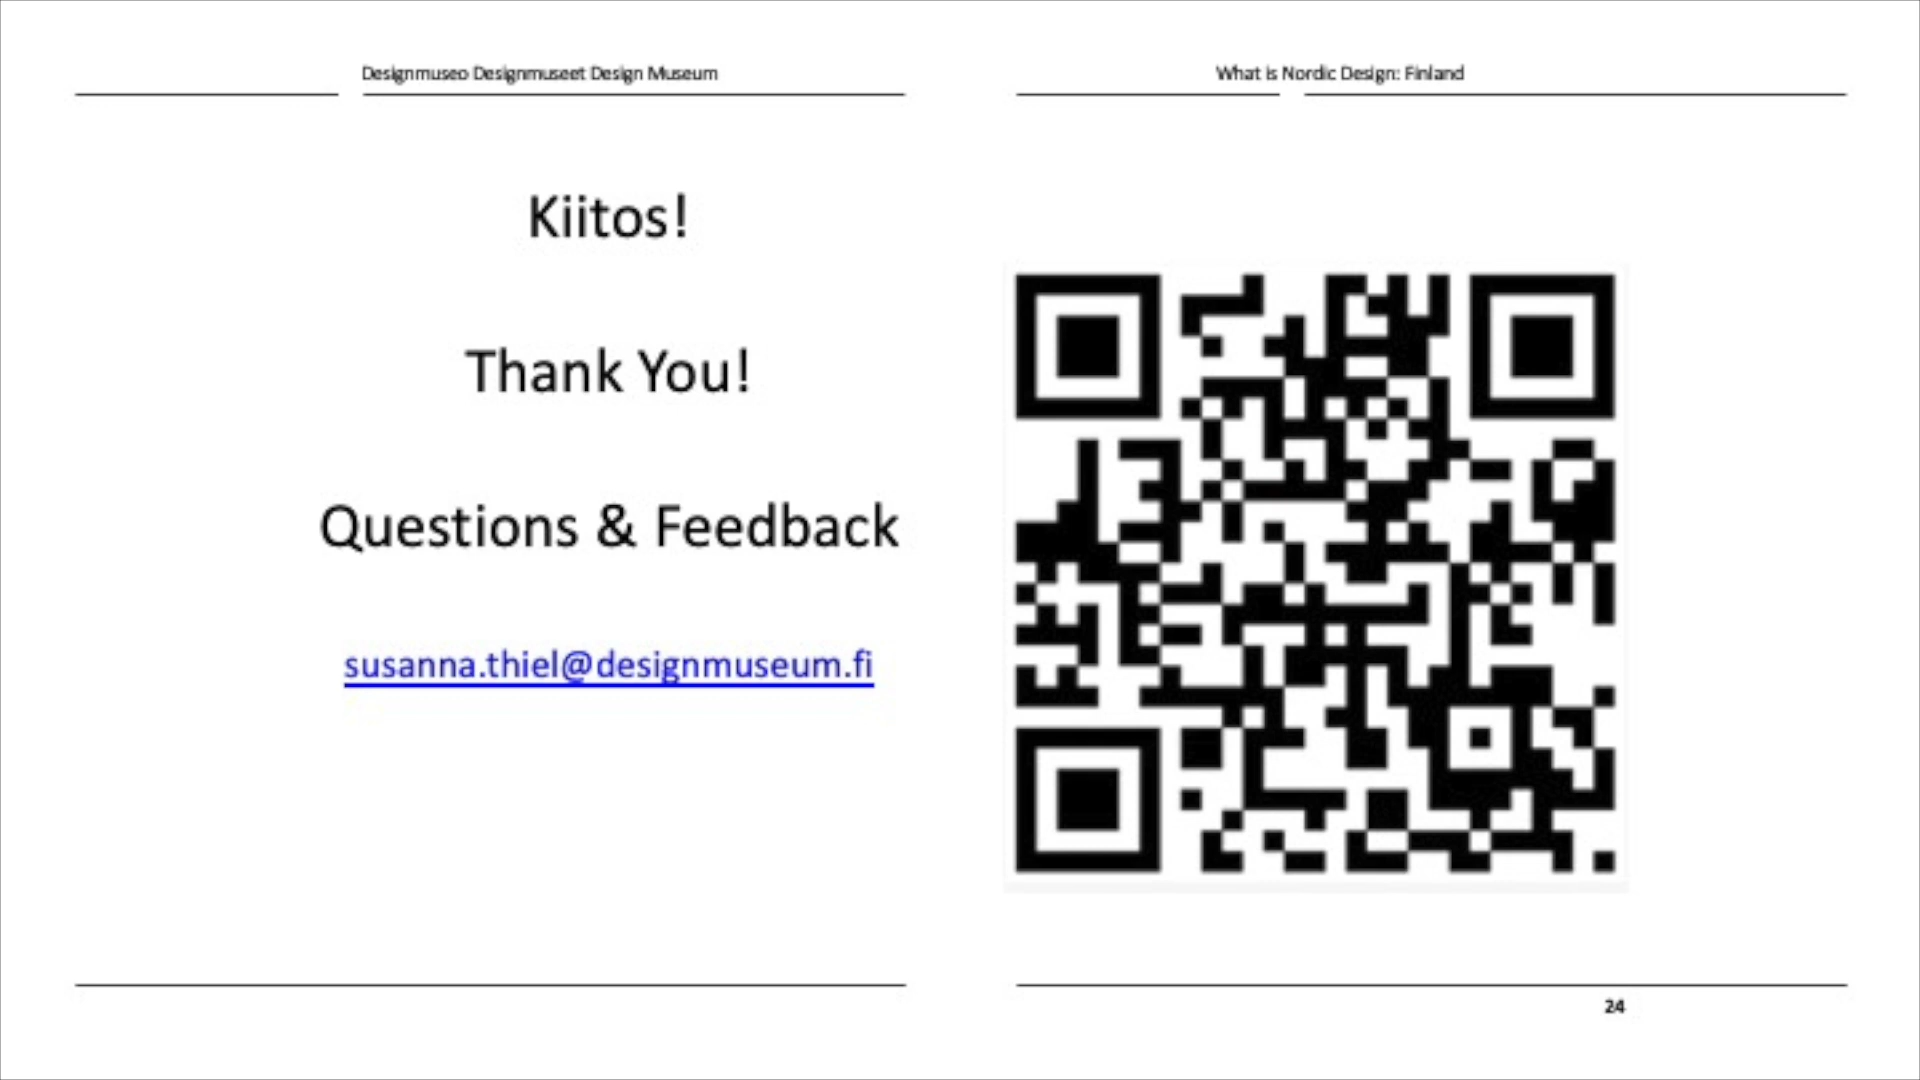 Designmuseo Designmuseet Design Museum
What is Nordic Design: Finland
Kiitos!
Thank You!
Questions & Feedback
susanna.thiel@designmuseum.fi
24